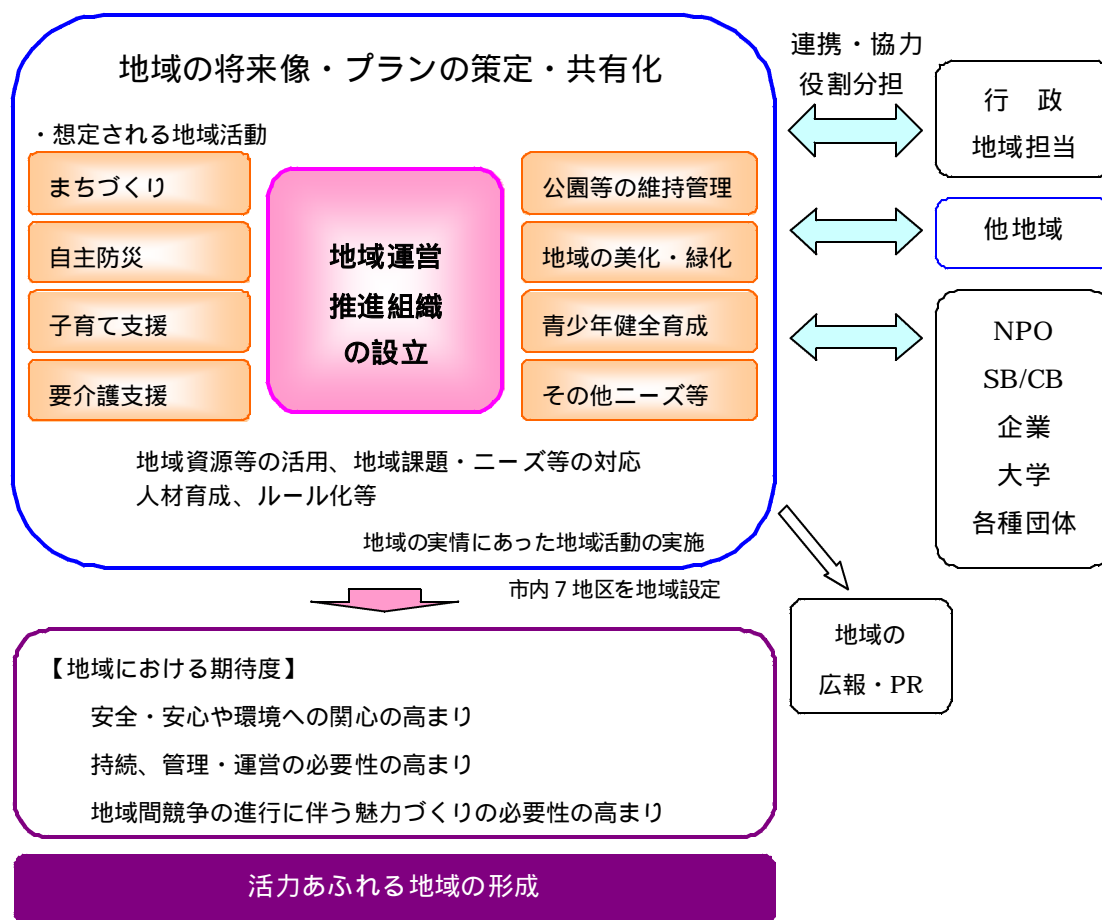 地域の将来像・プランの策定・共有化
・想定される地域活動
まちづくり
自主防災
子育て支援
要介護支援
地域運営
推進組織
の設立
公園等の維持管理
地域の美化・緑化
青少年健全育成
その他ニーズ等
地域資源等の活用、地域課題・ニーズ等の対応
人材育成、ルール化等
地域の実情にあった地域活動の実施
連携・協力
役割分担
行　政
地域担当
他地域
NPO
SB/CB
企業
大学
各種団体
市内７地区を地域設定
地域の
広報・PR
【地域における期待度】
安全・安心や環境への関心の高まり
持続、管理・運営の必要性の高まり
地域間競争の進行に伴う魅力づくりの必要性の高まり
活力あふれる地域の形成